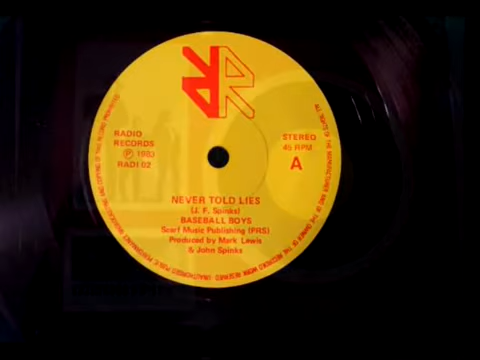 RADIO
RECORDS
Ⓟ 1983
RADI 02
STEREO
45 RPM
A
NEVER TOLD LIES
(J. F. Spinks)
BASEBALL BOYS
Scarf Music Publishing (PRS)
Produced by Mark Lewis
& John Spinks